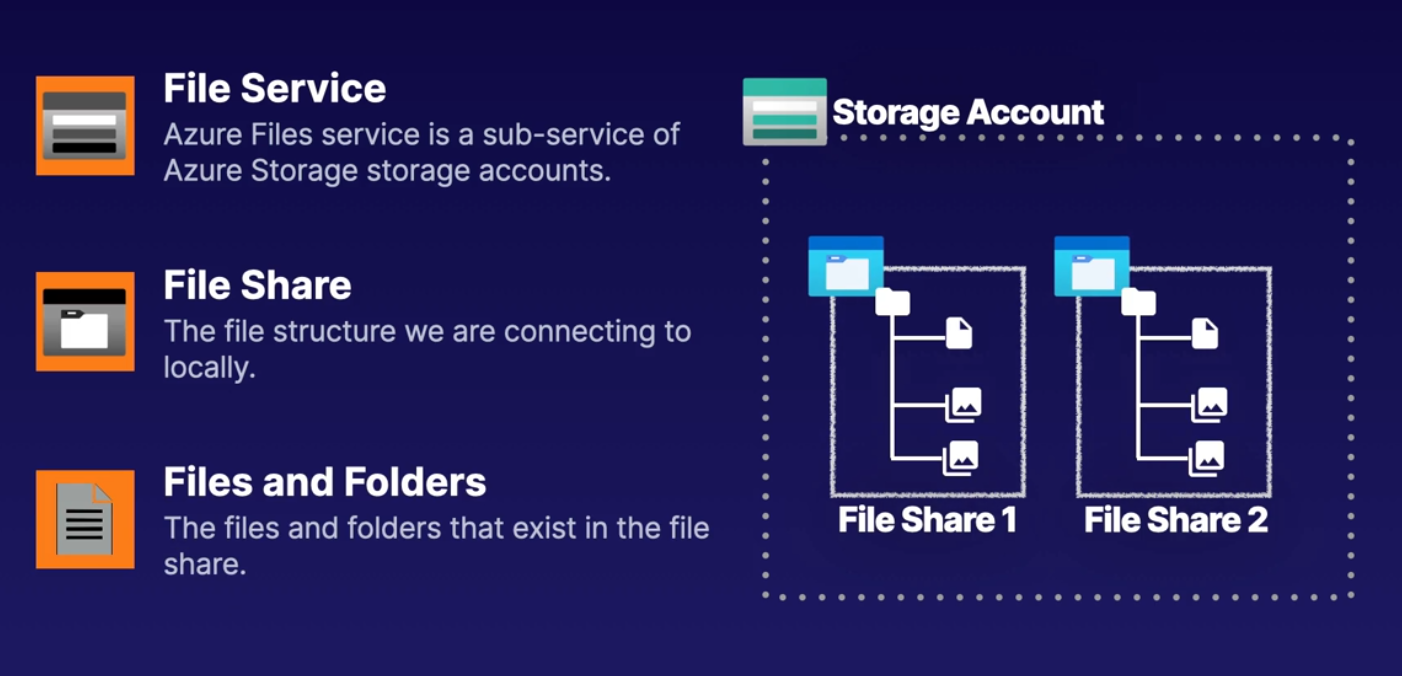 File Service
Azure Files service is a sub-service of
Azure Storage storage accounts.
File Share
The file structure we are connecting to
locally.
Files and Folders
The files and folders that exist in the file
share.
Storage Account
File Share 1
File Share 2